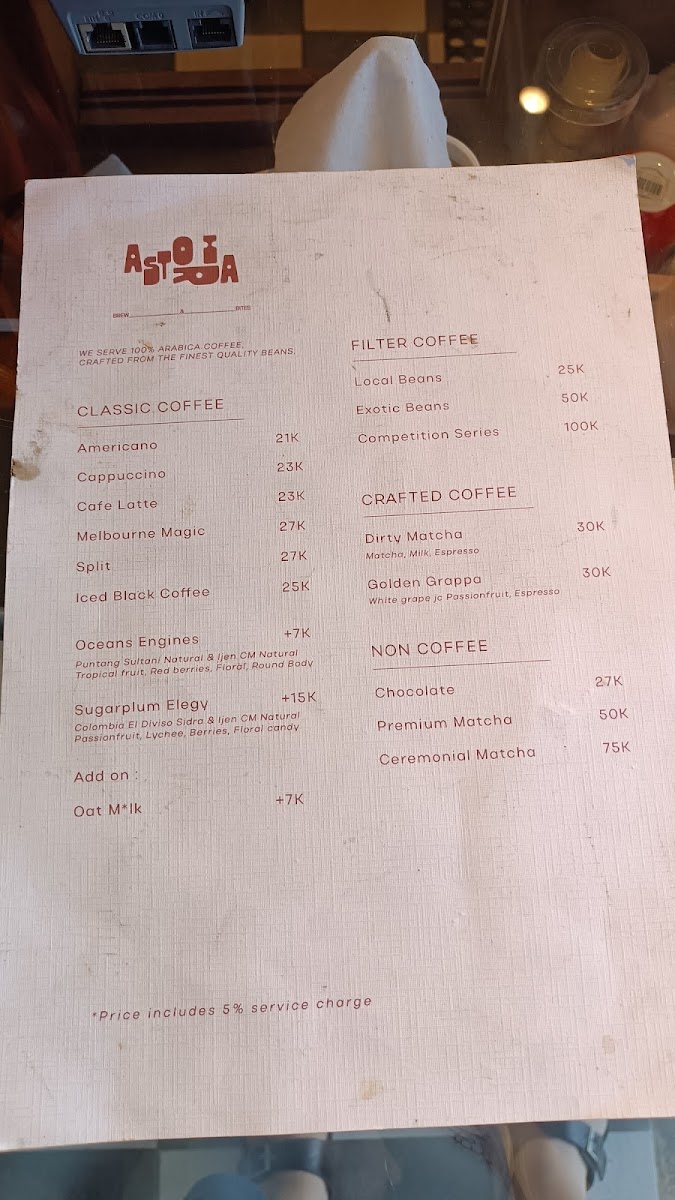 ASTORIA
BREW & BITES
WE SERVE 100% ARABICA COFFEE,
CRAFTED FROM THE FINEST QUALITY BEANS.
CLASSIC COFFEE
Americano 21K
Cappuccino 23K
Cafe Latte 23K
Melbourne Magic 27K
Split 27K
Iced Black Coffee 25K
Oceans Engines +7K
Puntang Sultani Natural & Ijen CM Natural
Tropical fruit, Red berries, Floral, Round Body
Sugarplum Elegy +15K
Colombia El Diviso Sidra & Ijen CM Natural
Passionfruit, Lychee, Berries, Floral candy
Add on :
Oat M*lk +7K
FILTER COFFEE
Local Beans 25K
Exotic Beans 50K
Competition Series 100K
CRAFTED COFFEE
Dirty Matcha 30K
Matcha, Milk, Espresso
Golden Grappa 30K
White grape jc Passionfruit, Espresso
NON COFFEE
Chocolate 27K
Premium Matcha 50K
Ceremonial Matcha 75K
*Price includes 5% service charge